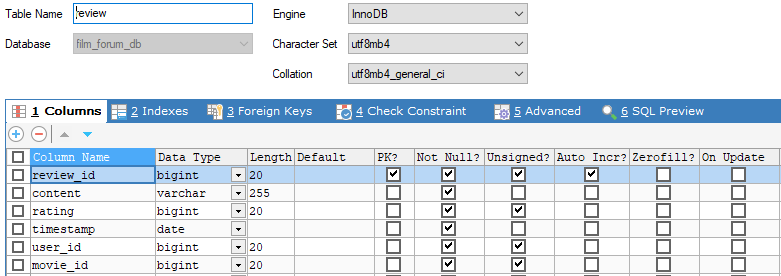 Table Name review Engine InnoDB
Database film_forum_db Character Set utf8mb4
Collation utf8mb4_general_ci
1 Columns 2 Indexes 3 Foreign Keys 4 Check Constraint 5 Advanced 6 SQL Preview
Column Name Data Type Length Default PK? Not Null? Unsigned? Auto Incr? Zerofill? On Update
review_id bigint 20
content varchar 255
rating bigint 20
timestamp date
user_id bigint 20
movie_id bigint 20